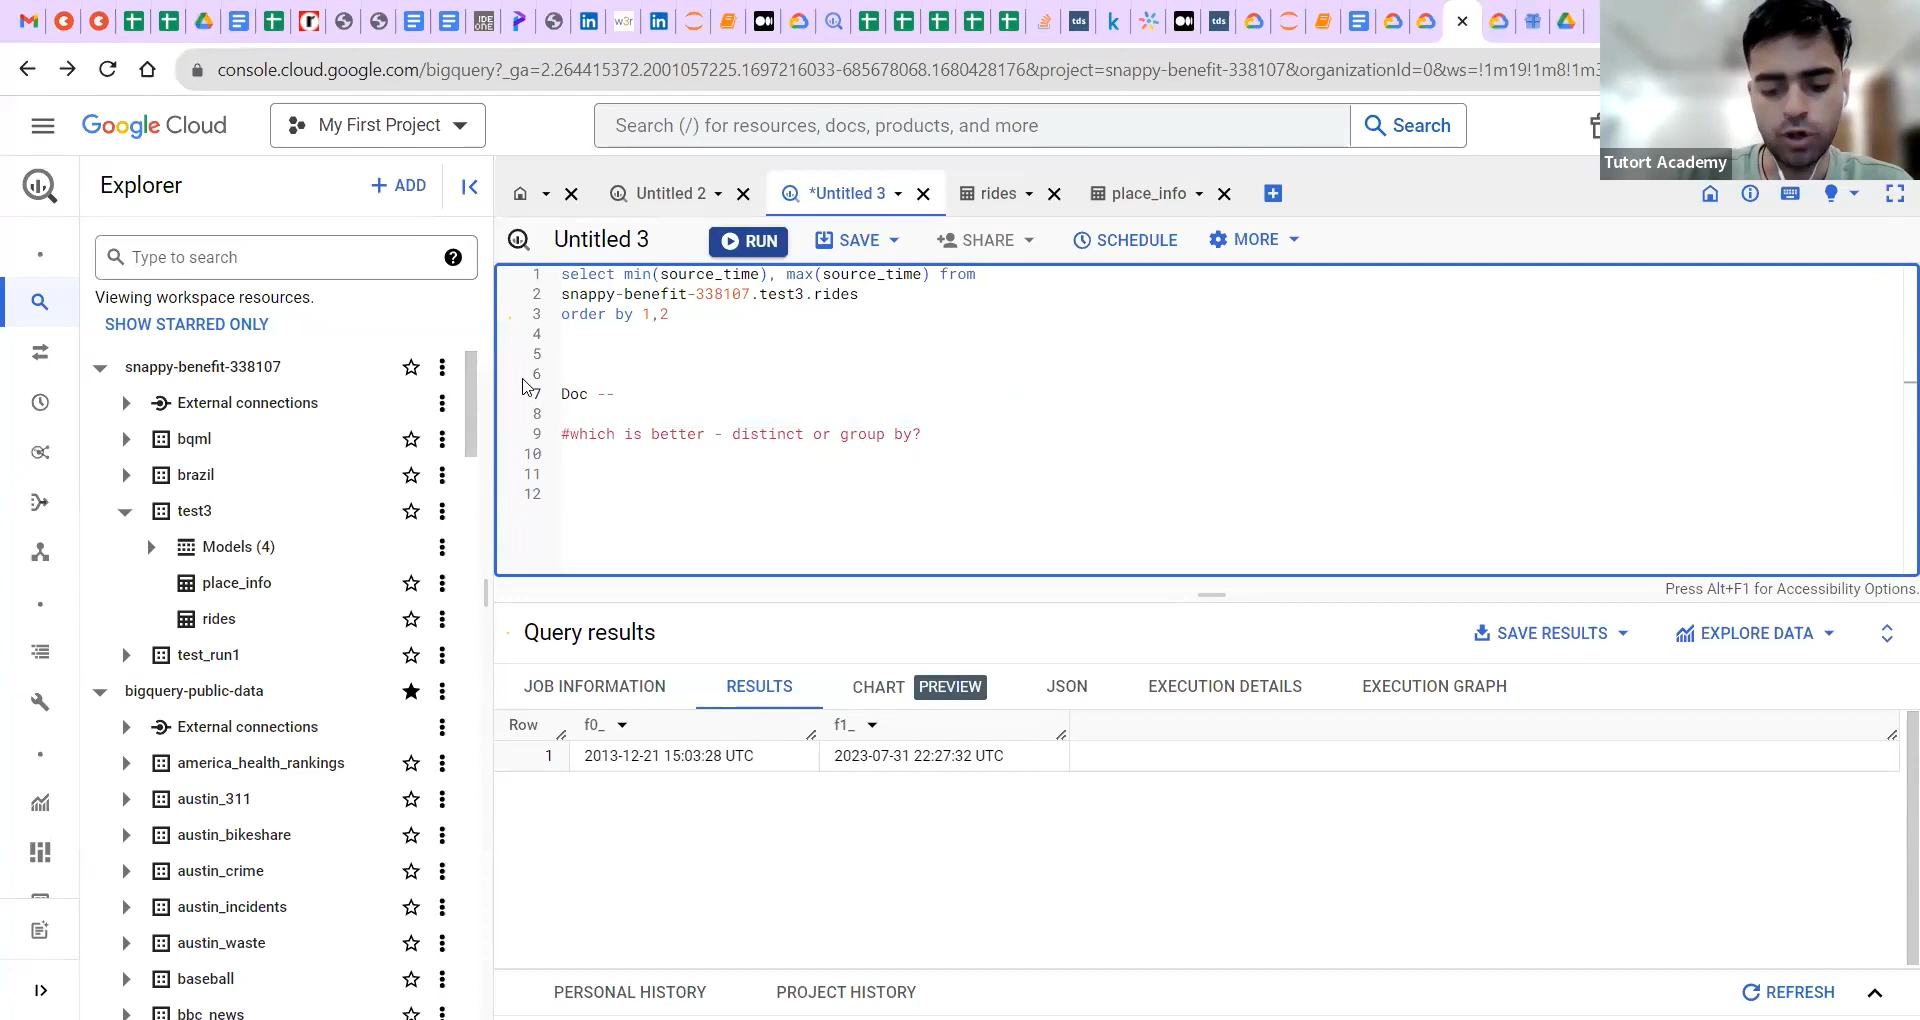 console.cloud.google.com/bigquery?_ga=2.264415372.2001057225.1697216033-685678068.1680428176&project=snappy-benefit-338107&organizationId=0&ws=!1m19!1m8!1m3
Google Cloud
My First Project
Search (/) for resources, docs, products, and more
Search
Tutort Academy
Explorer
+ ADD
Untitled 2
*Untitled 3
rides
place_info
Untitled 3
RUN
SAVE
SHARE
SCHEDULE
MORE
Type to search
Viewing workspace resources.
SHOW STARRED ONLY
snappy-benefit-338107
External connections
bqml
brazil
test3
Models (4)
place_info
rides
test_run1
bigquery-public-data
External connections
america_health_rankings
austin_311
austin_bikeshare
austin_crime
austin_incidents
austin_waste
baseball
bbc_news
1 select min(source_time), max(source_time) from
2 snappy-benefit-338107.test3.rides
3 order by 1,2
4
5
6
7 Doc --
8
9 #which is better - distinct or group by?
10
11
12
Press Alt+F1 for Accessibility Options.
Query results
SAVE RESULTS
EXPLORE DATA
JOB INFORMATION
RESULTS
CHART PREVIEW
JSON
EXECUTION DETAILS
EXECUTION GRAPH
Row f0_ f1_
1 2013-12-21 15:03:28 UTC 2023-07-31 22:27:32 UTC
PERSONAL HISTORY
PROJECT HISTORY
REFRESH